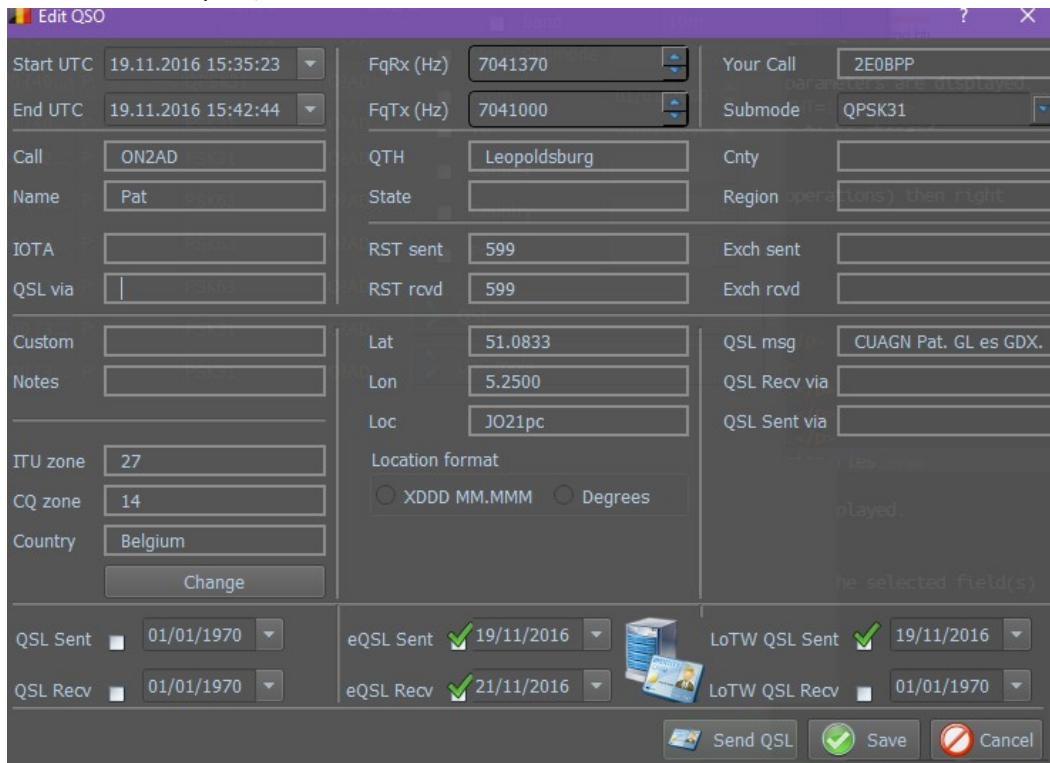 Edit QSO ? X
Start UTC 19.11.2016 15:35:23 FqRx (Hz) 7041370 Your Call 2E0BPP
End UTC 19.11.2016 15:42:44 FqTx (Hz) 7041000 Submode QPSK31
Call ON2AD QTH Leopoldsburg Cnty
Name Pat State Region
IOTA RST sent 599 Exch sent
QSL via RST rcvd 599 Exch rcvd
Custom Lat 51.0833 QSL msg CUAGN Pat. GL es GDX.
Notes Lon 5.2500 QSL Recv via
Loc JO21pc QSL Sent via
ITU zone 27 Location format
CQ zone 14 XDDD MM.MMM Degrees
Country Belgium
Change
QSL Sent 01/01/1970 eQSL Sent 19/11/2016 LoTW QSL Sent 19/11/2016
QSL Recv 01/01/1970 eQSL Recv 21/11/2016 LoTW QSL Recv 01/01/1970
Send QSL Save Cancel